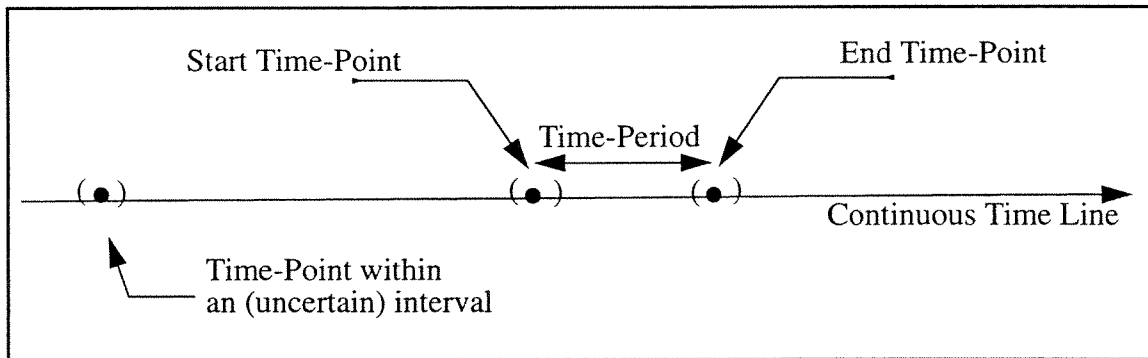 Start Time-Point
End Time-Point
Time-Period
( ) ( ) ( )
Continuous Time Line
Time-Point within
an (uncertain) interval